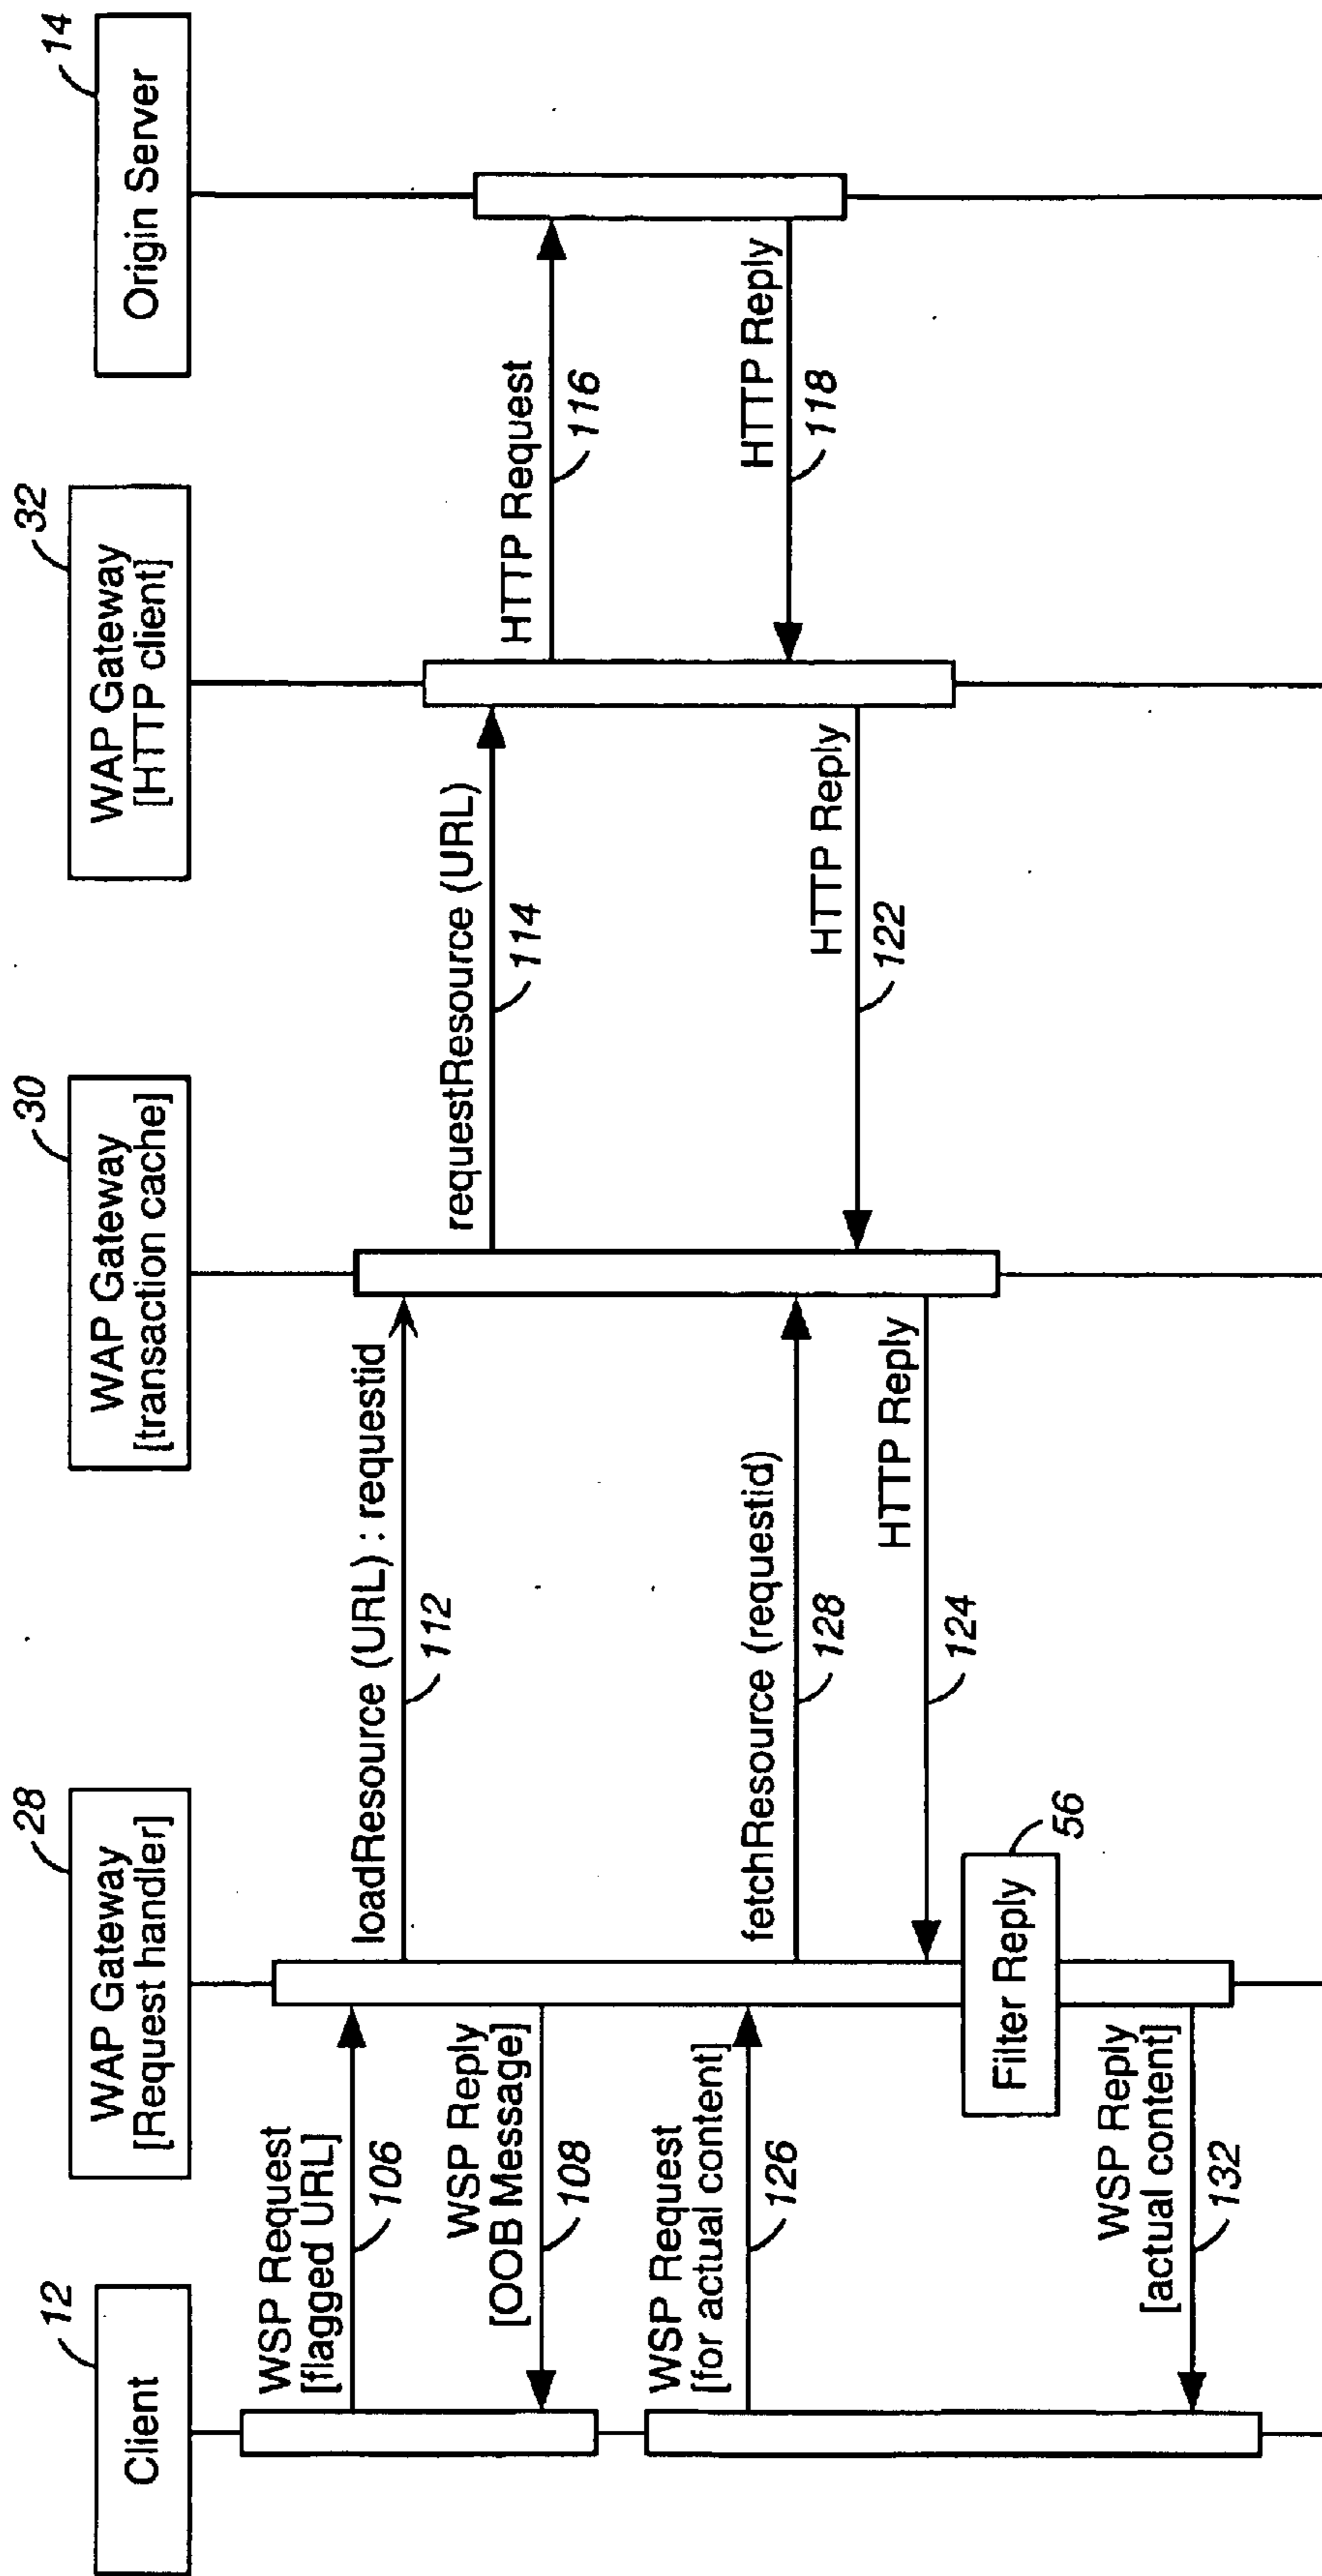 12
Client
28
WAP Gateway
[Request handler]
30
WAP Gateway
[transaction cache]
32
WAP Gateway
[HTTP client]
14
Origin Server
WSP Request
[flagged URL]
106
loadResource (URL) : requestid
112
requestResource (URL)
114
HTTP Request
116
WSP Reply
[OOB Message]
108
WSP Request
[for actual content]
126
fetchResource (requestid)
128
HTTP Reply
118
HTTP Reply
122
HTTP Reply
124
Filter Reply
56
WSP Reply
[actual content]
132